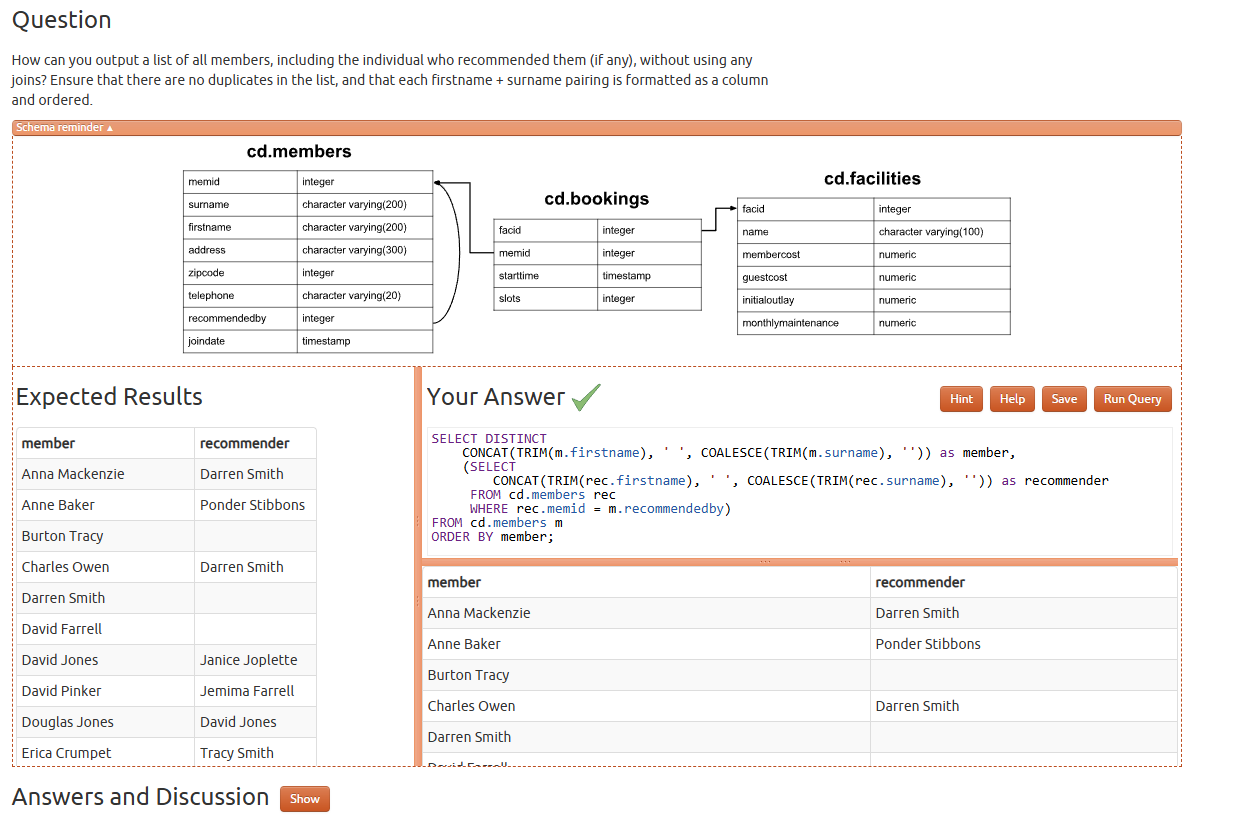 Question
How can you output a list of all members, including the individual who recommended them (if any), without using any
joins? Ensure that there are no duplicates in the list, and that each firstname + surname pairing is formatted as a column
and ordered.
Schema reminder ▲
cd.members
memid integer
surname character varying(200)
firstname character varying(200)
address character varying(300)
zipcode integer
telephone character varying(20)
recommendedby integer
joindate timestamp
cd.bookings
facid integer
memid integer
starttime timestamp
slots integer
cd.facilities
facid integer
name character varying(100)
membercost numeric
guestcost numeric
initialoutlay numeric
monthlymaintenance numeric
Expected Results
member recommender
Anna Mackenzie Darren Smith
Anne Baker Ponder Stibbons
Burton Tracy
Charles Owen Darren Smith
Darren Smith
David Farrell
David Jones Janice Joplette
David Pinker Jemima Farrell
Douglas Jones David Jones
Erica Crumpet Tracy Smith
Your Answer
Hint Help Save Run Query
SELECT DISTINCT
CONCAT(TRIM(m.firstname), ' ', COALESCE(TRIM(m.surname), '')) as member,
(SELECT
CONCAT(TRIM(rec.firstname), ' ', COALESCE(TRIM(rec.surname), '')) as recommender
FROM cd.members rec
WHERE rec.memid = m.recommendedby)
FROM cd.members m
ORDER BY member;
member recommender
Anna Mackenzie Darren Smith
Anne Baker Ponder Stibbons
Burton Tracy
Charles Owen Darren Smith
Darren Smith
David Farrell
Answers and Discussion Show